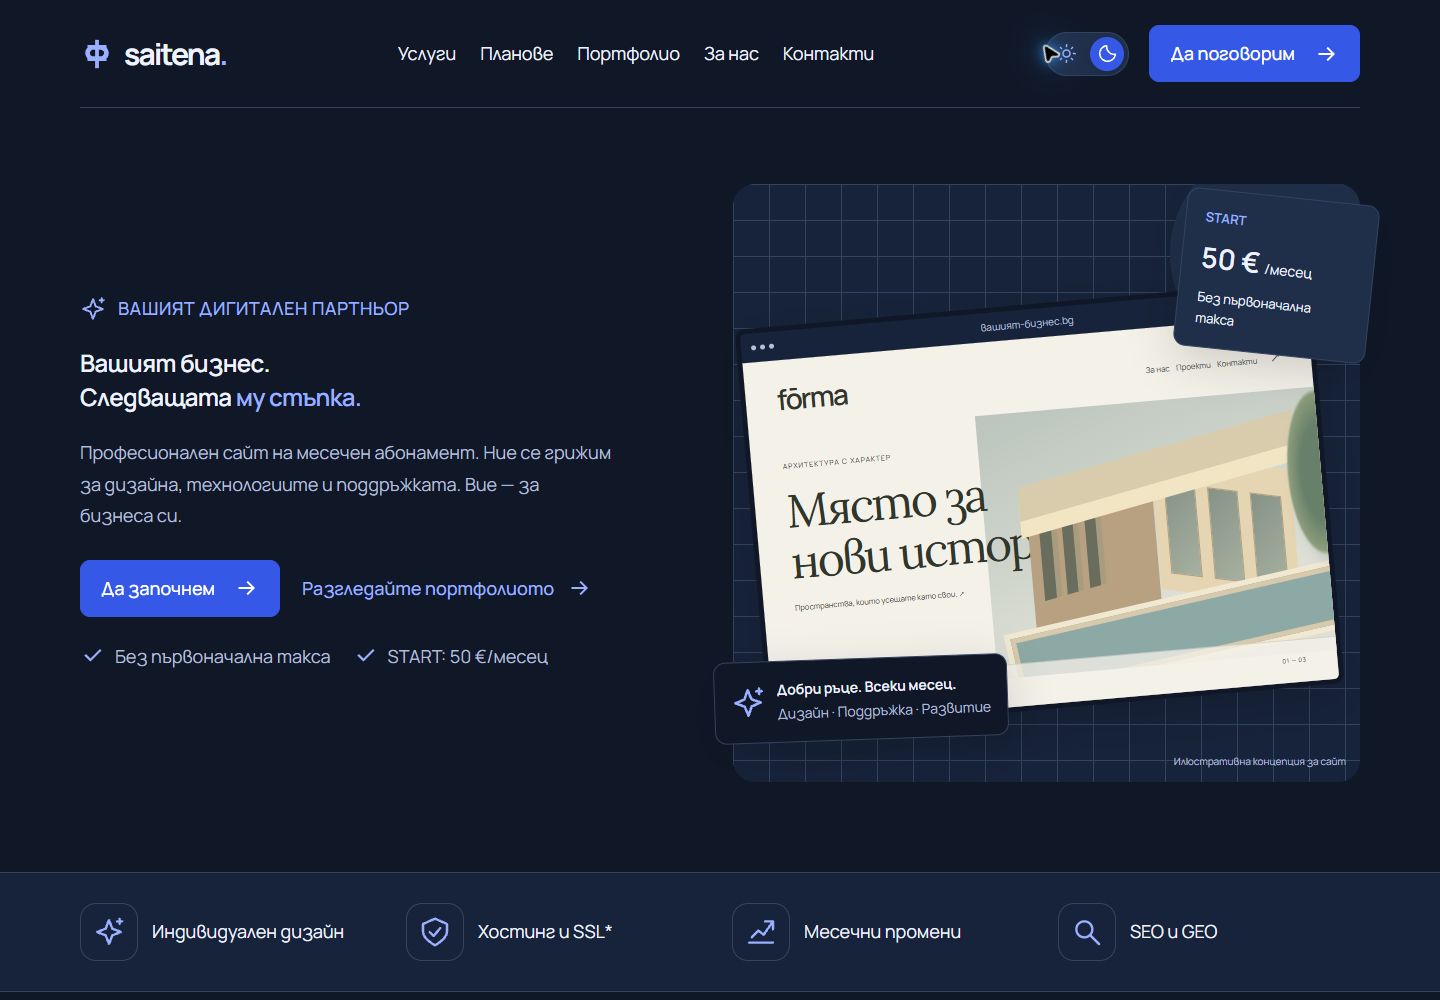 saitena.
Услуги Планове Портфолио За нас Контакти
Да поговорим
ВАШИЯТ ДИГИТАЛЕН ПАРТНЬОР
Вашият бизнес.
Следващата му стъпка.
Професионален сайт на месечен абонамент. Ние се грижим
за дизайна, технологиите и поддръжката. Вие — за
бизнеса си.
Да започнем
Разгледайте портфолиото
Без първоначална такса
START: 50 €/месец
START
50 € /месец
Без първоначална
такса
вашият-бизнес.bg
fōrma
За нас Проекти Контакти
АРХИТЕКТУРА С ХАРАКТЕР
Място за
нови истор
Пространства, които усещате като свои.
01 — 03
Добри ръце. Всеки месец.
Дизайн · Поддръжка · Развитие
Илюстративна концепция за сайт
Индивидуален дизайн
Хостинг и SSL*
Месечни промени
SEO и GEO